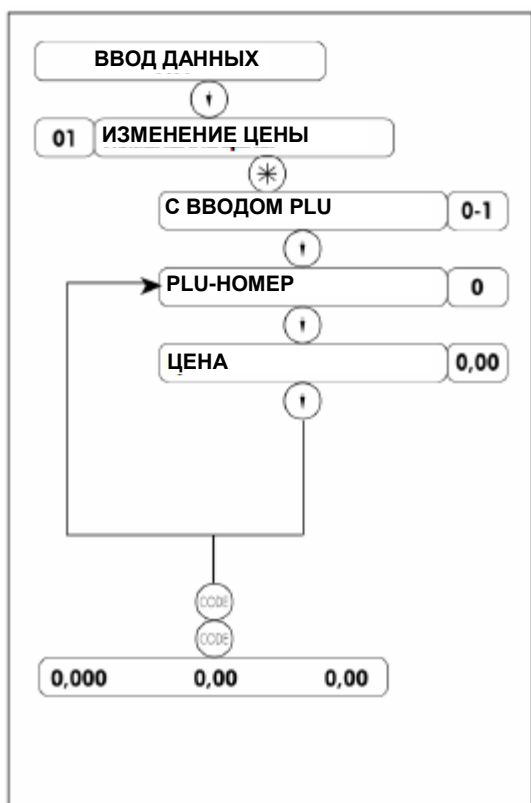 ВВОД ДАННЫХ
01 ИЗМЕНЕНИЕ ЦЕНЫ
С ВВОДОМ PLU 0-1
PLU-НОМЕР 0
ЦЕНА 0,00
CODE
CODE
0,000 0,00 0,00